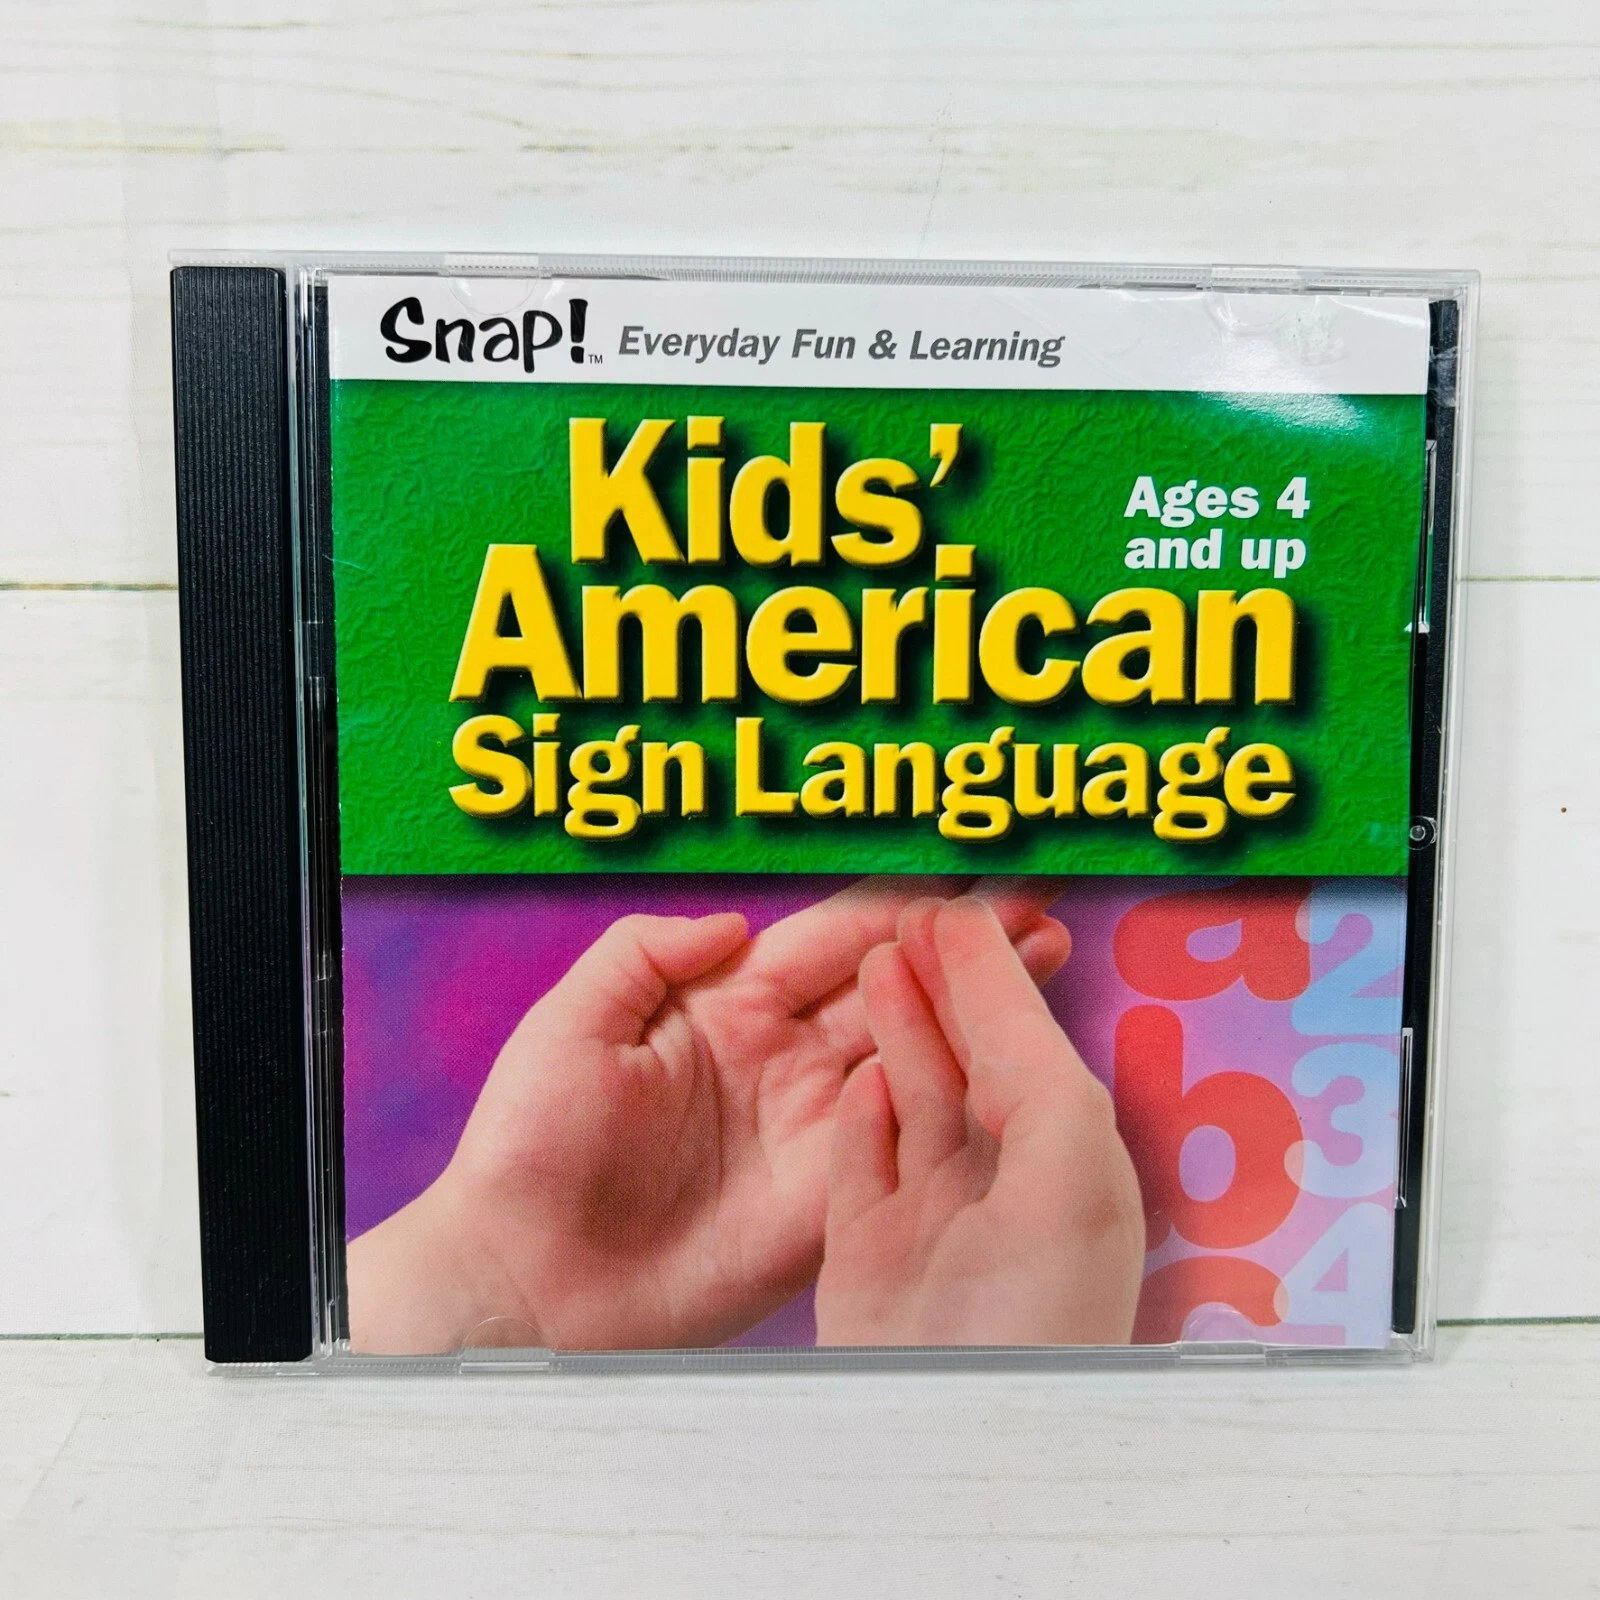 Snap!™ Everyday Fun & Learning
Kids'
Ages 4
and up
American
Sign Language
a
2
b
3
c
4